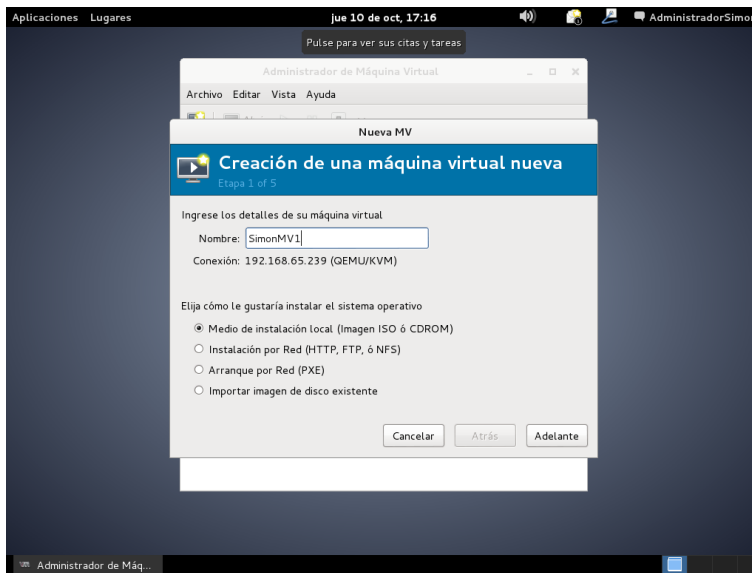 Aplicaciones Lugares jue 10 de oct, 17:16 AdministradorSimo
Pulse para ver sus citas y tareas
Administrador de Máquina Virtual
Archivo Editar Vista Ayuda
Nueva MV
Creación de una máquina virtual nueva
Etapa 1 of 5
Ingrese los detalles de su máquina virtual
Nombre: SimonMV1
Conexión: 192.168.65.239 (QEMU/KVM)
Elija cómo le gustaría instalar el sistema operativo
Medio de instalación local (Imagen ISO ó CDROM)
Instalación por Red (HTTP, FTP, ó NFS)
Arranque por Red (PXE)
Importar imagen de disco existente
Cancelar Atrás Adelante
Administrador de Máq...